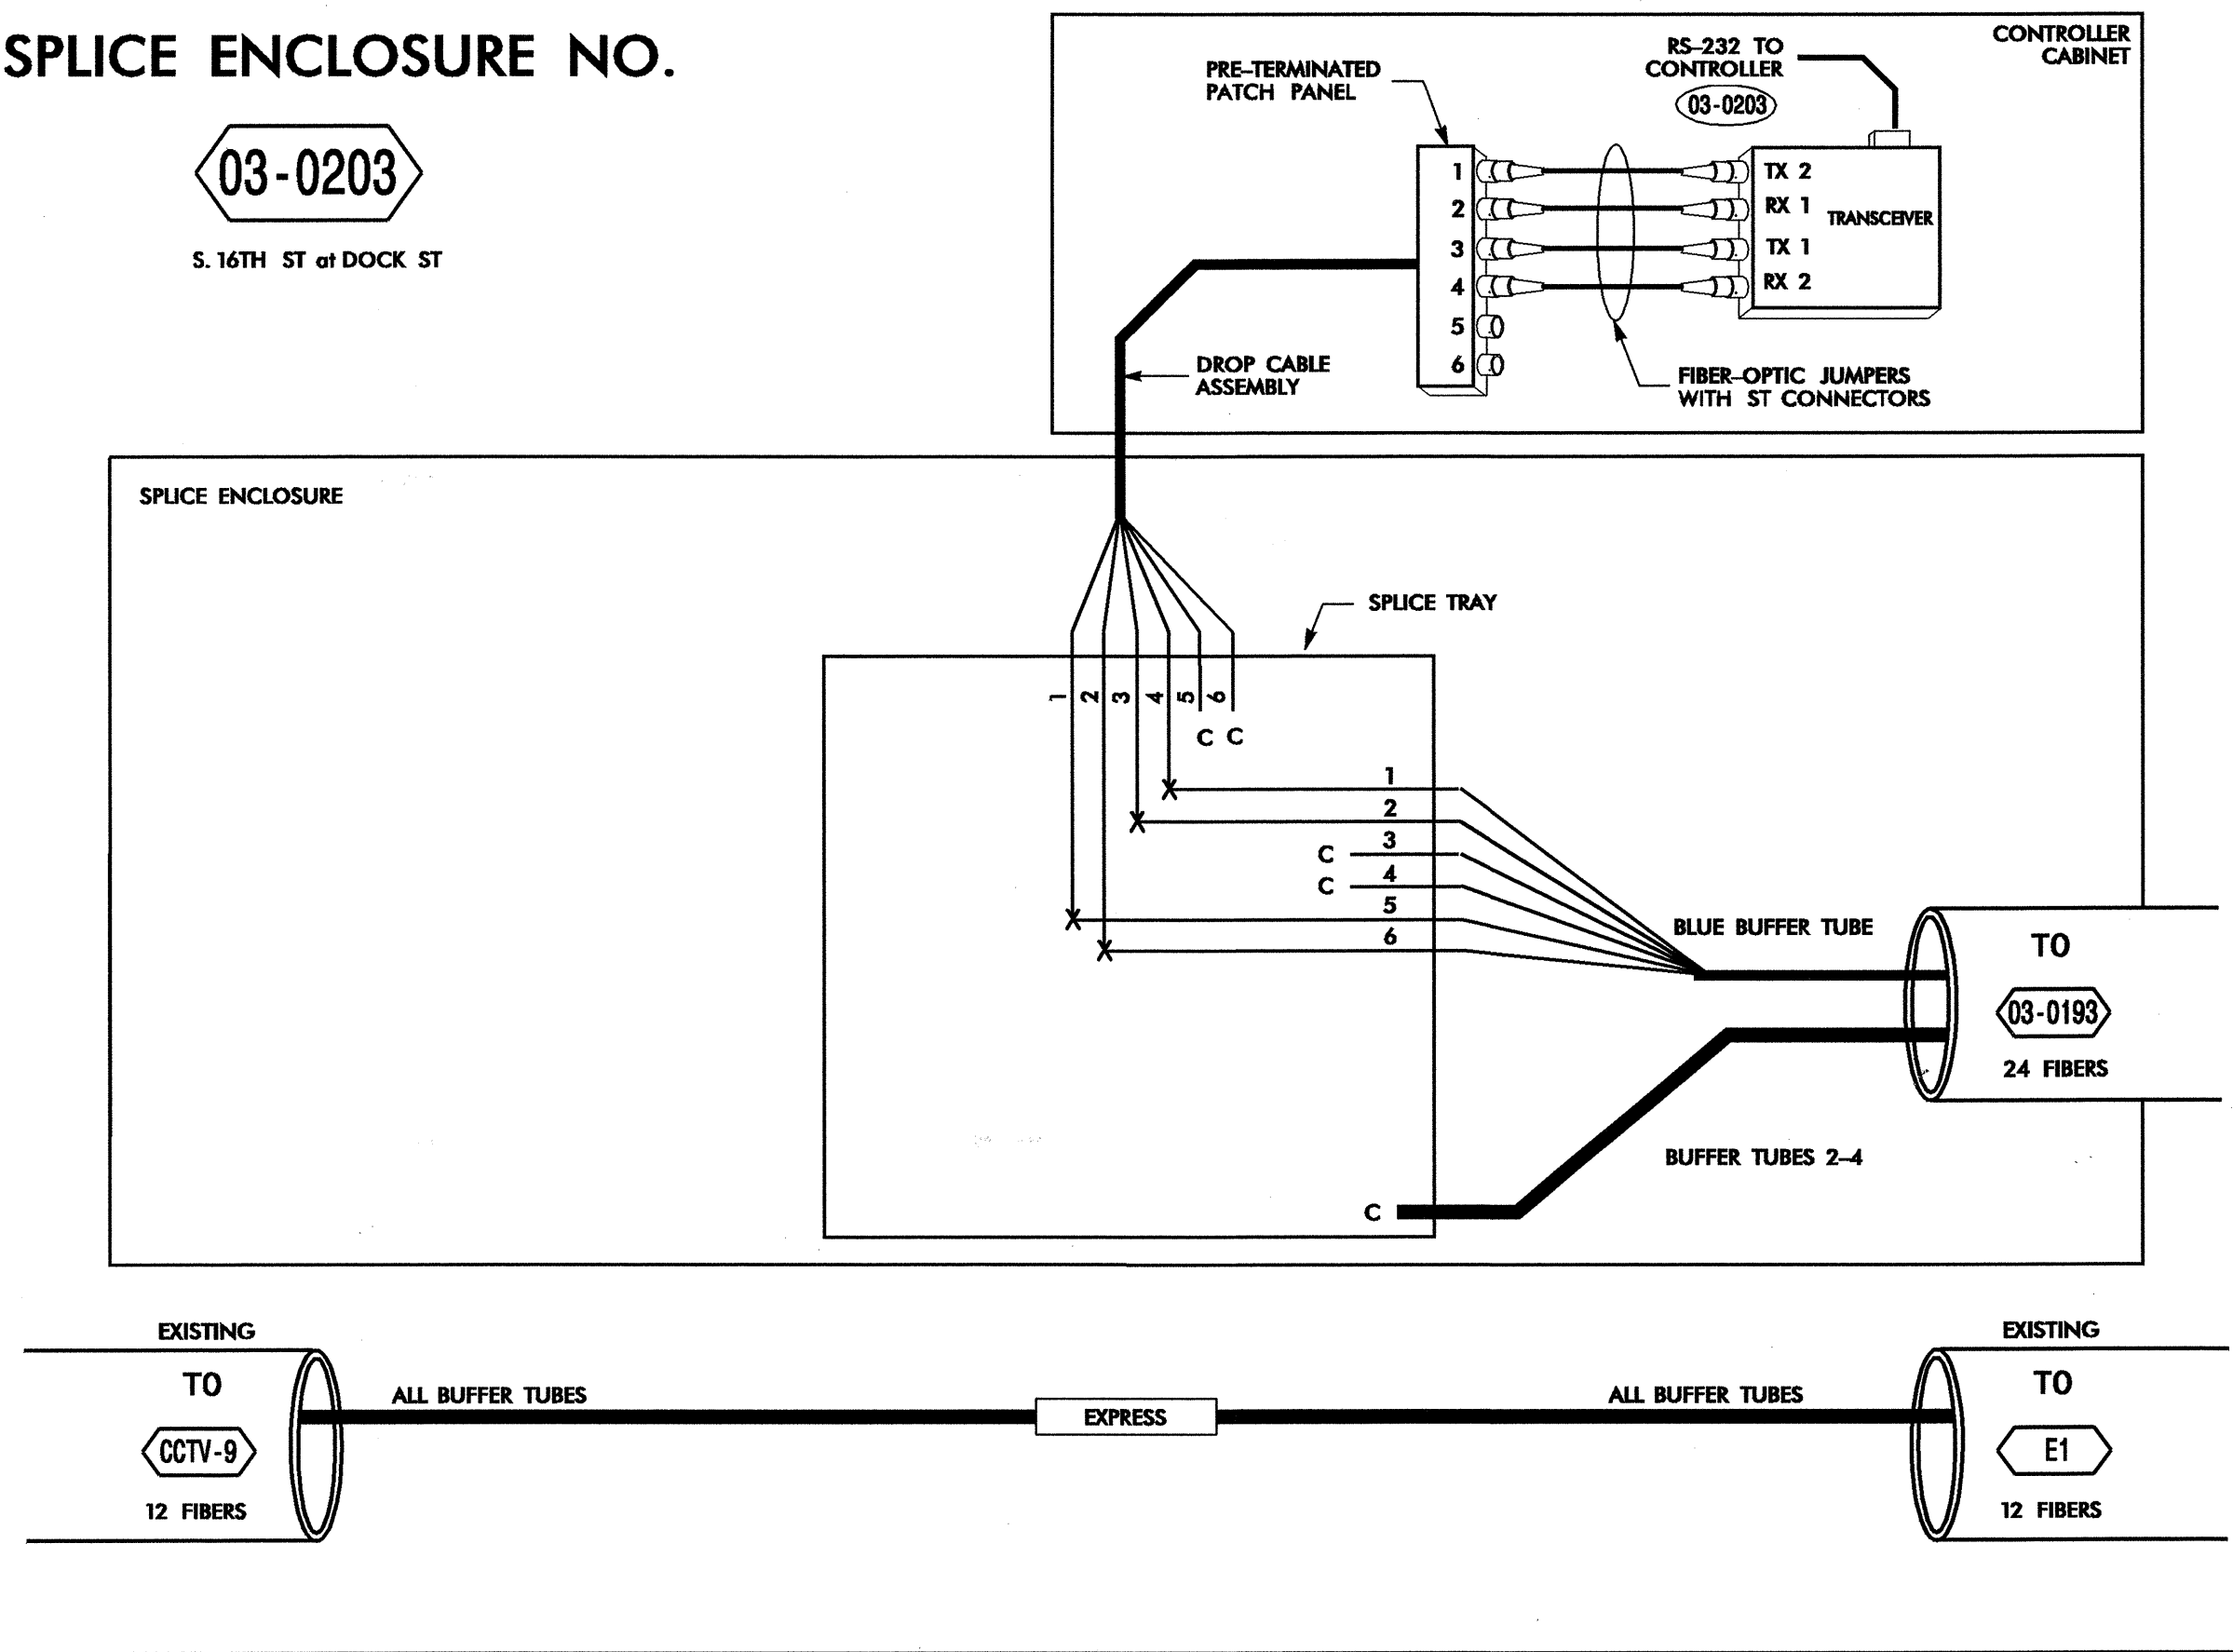 SPLICE ENCLOSURE NO.
03-0203
S. 16TH ST at DOCK ST
CONTROLLER
CABINET
RS-232 TO
CONTROLLER
03-0203
PRE-TERMINATED
PATCH PANEL
1
2
3
4
5
6
TX 2
RX 1
TX 1
RX 2
TRANSCEIVER
DROP CABLE
ASSEMBLY
FIBER-OPTIC JUMPERS
WITH ST CONNECTORS
SPLICE ENCLOSURE
SPLICE TRAY
1 2 3 4 5 6
C C
1
2
C 3
C 4
5
6
BLUE BUFFER TUBE
TO
03-0193
24 FIBERS
BUFFER TUBES 2-4
C
EXISTING
TO
CCTV-9
12 FIBERS
ALL BUFFER TUBES
EXPRESS
ALL BUFFER TUBES
EXISTING
TO
E1
12 FIBERS